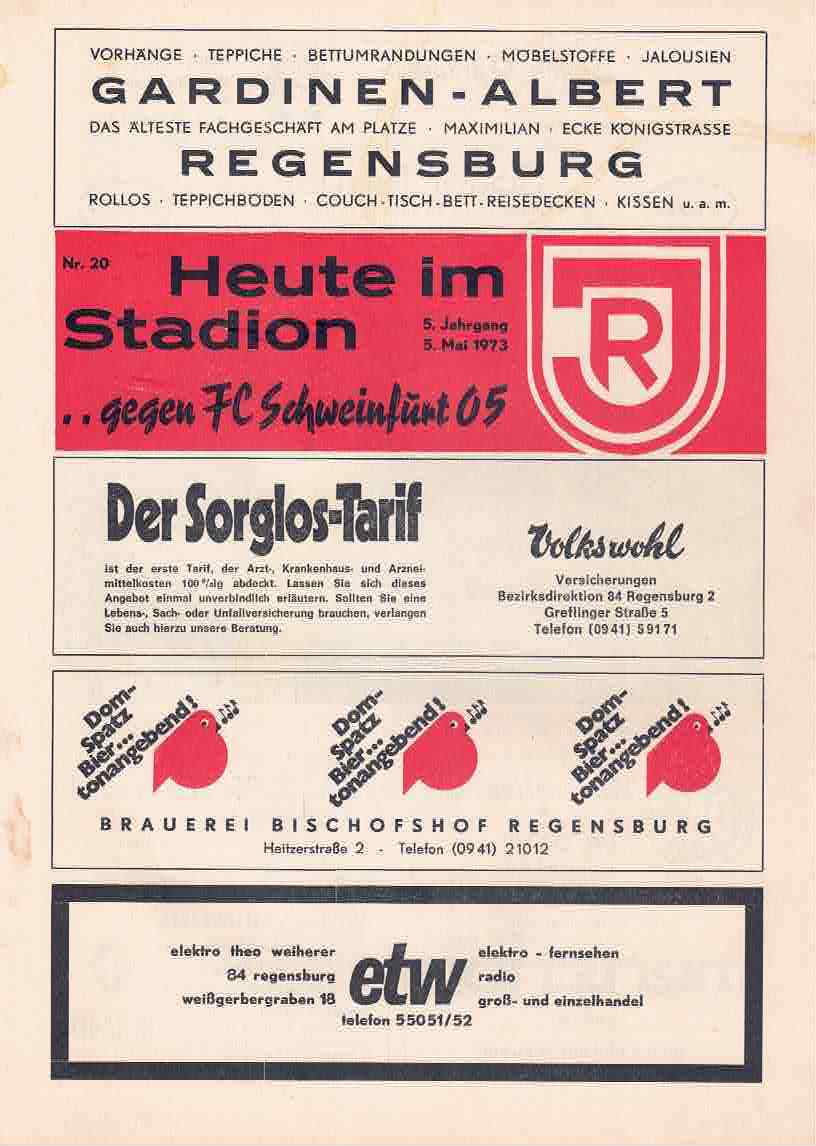 VORHÄNGE · TEPPICHE · BETTUMRANDUNGEN · MÖBELSTOFFE · JALOUSIEN
GARDINEN-ALBERT
DAS ÄLTESTE FACHGESCHÄFT AM PLATZE · MAXIMILIAN · ECKE KÖNIGSTRASSE
REGENSBURG
ROLLOS · TEPPICHBÖDEN · COUCH-TISCH-BETT-REISEDECKEN · KISSEN u. a. m.
Nr. 20
Heute im
Stadion
5. Jahrgang
5. Mai 1973
..gegen FC Schweinfurt 05
R
Der Sorglos-Tarif
ist der erste Tarif, der Arzt-, Krankenhaus- und Arznei-
mittelkosten 100%ig abdeckt. Lassen Sie sich dieses
Angebot einmal unverbindlich erläutern. Sollten Sie eine
Lebens-, Sach- oder Unfallversicherung brauchen, verlangen
Sie auch hierzu unsere Beratung.
Volkswohl
Versicherungen
Bezirksdirektion 84 Regensburg 2
Greflinger Straße 5
Telefon (0941) 59171
Dom-
Spatz
Bier...
tonangebend!
Dom-
Spatz
Bier...
tonangebend!
Dom-
Spatz
Bier...
tonangebend!
BRAUEREI BISCHOFSHOF REGENSBURG
Heitzerstraße 2 - Telefon (0941) 21012
elektro theo weiherer
84 regensburg
weißgerbergraben 18
etw
elektro - fernsehen
radio
groß- und einzelhandel
telefon 55051/52